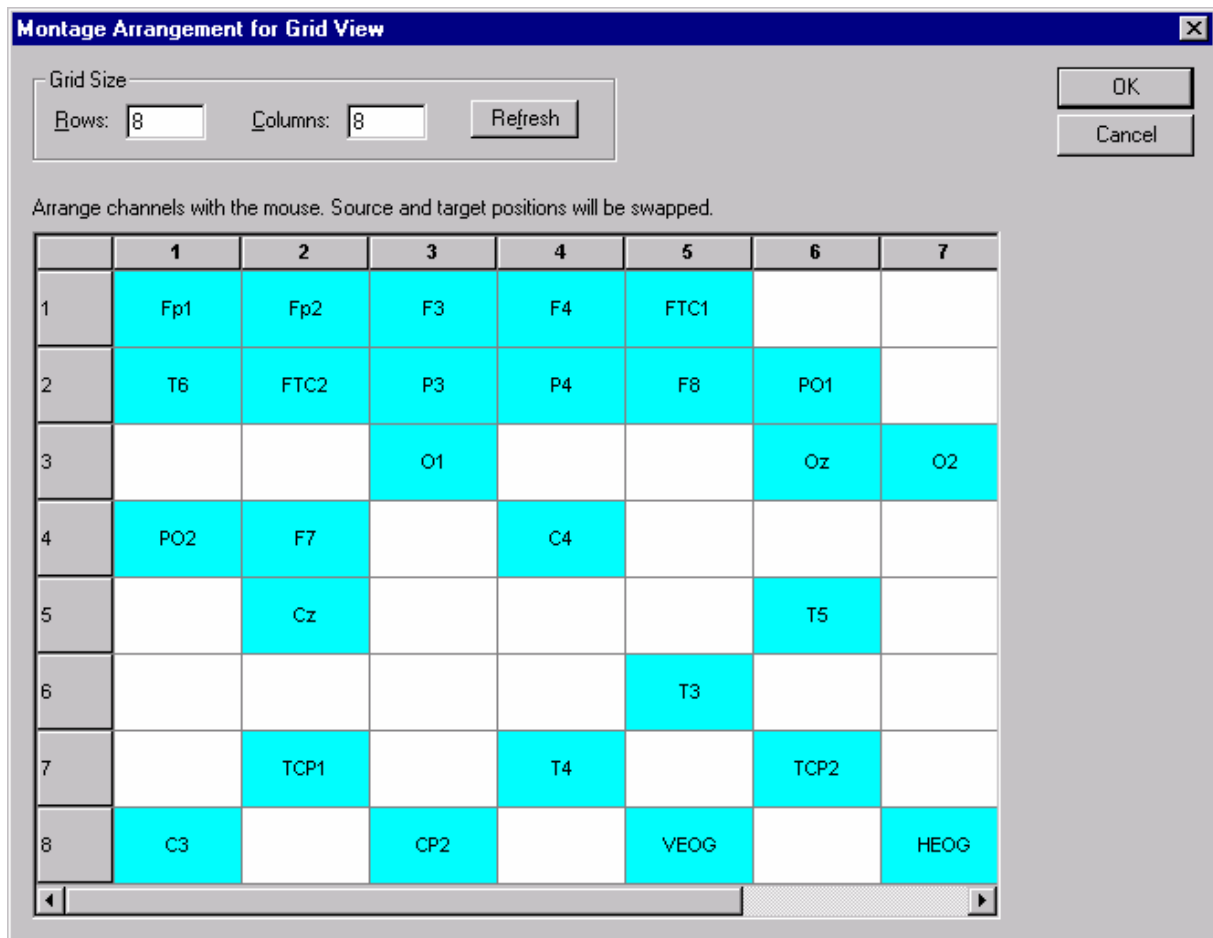 Montage Arrangement for Grid View
Grid Size
Rows: 8 Columns: 8 Refresh
OK
Cancel
Arrange channels with the mouse. Source and target positions will be swapped.
1 2 3 4 5 6 7
1 Fp1 Fp2 F3 F4 FTC1
2 T6 FTC2 P3 P4 F8 PO1
3 O1 Oz O2
4 PO2 F7 C4
5 Cz T5
6 T3
7 TCP1 T4 TCP2
8 C3 CP2 VEOG HEOG